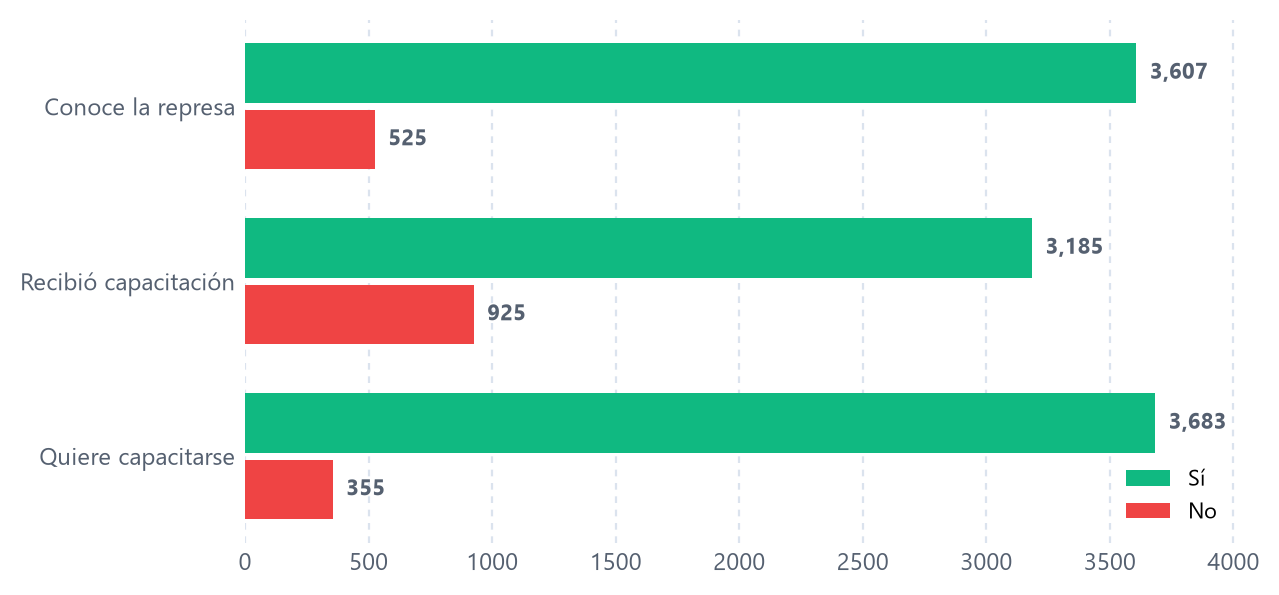 3,607
Conoce la represa
525
3,185
Recibió capacitación
925
3,683
Quiere capacitarse
355
Sí
No
0 500 1000 1500 2000 2500 3000 3500 4000